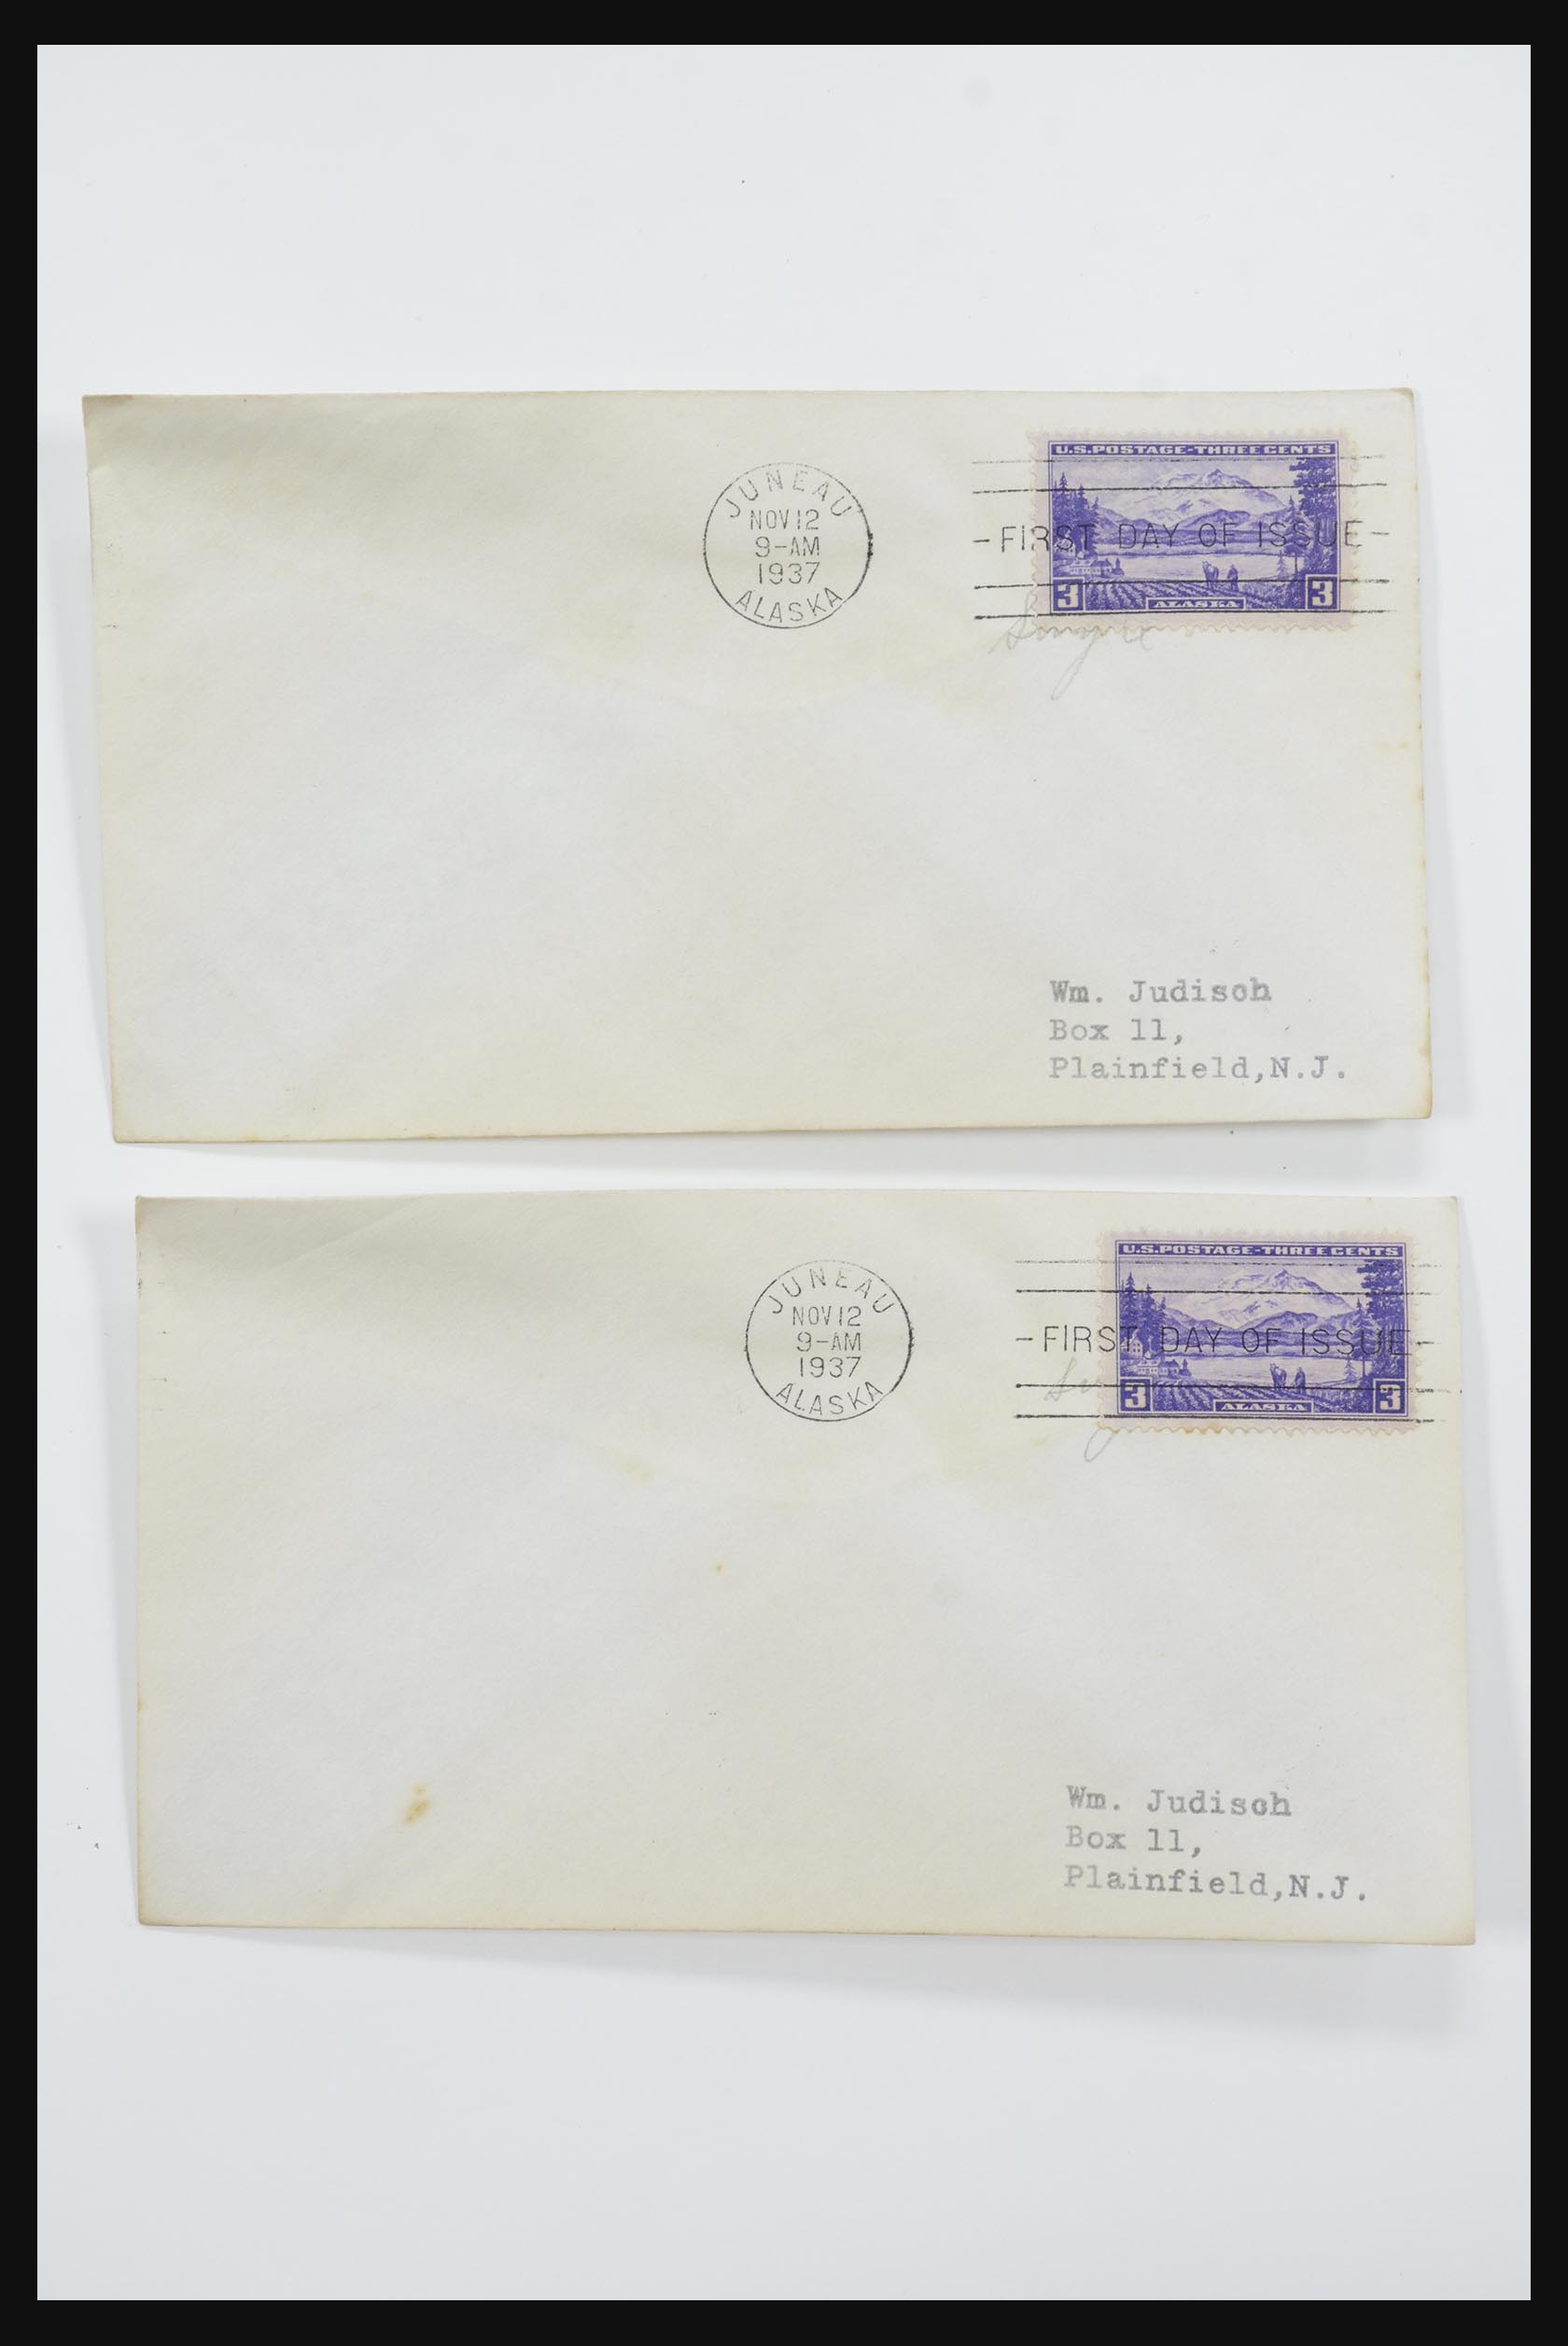 U.S.POSTAGE-THREE CENTS
JUNEAU
NOV 12
9-AM
1937
ALASKA
-FIRST DAY OF ISSUE-
3 ALASKA 3
Single
Wm. Judisch
Box 11,
Plainfield,N.J.
U.S.POSTAGE-THREE CENTS
JUNEAU
NOV 12
9-AM
1937
ALASKA
-FIRST DAY OF ISSUE-
3 ALASKA 3
Wm. Judisch
Box 11,
Plainfield,N.J.